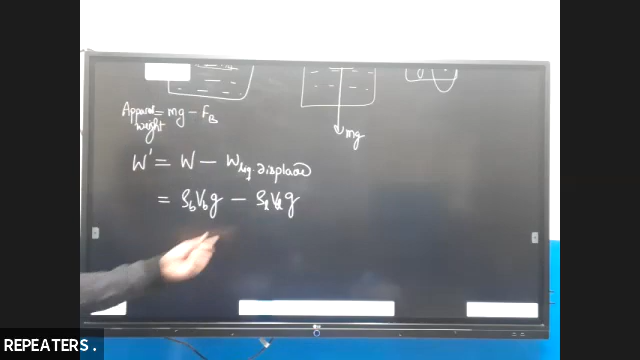 Apparent weight = mg − F_B
mg
W' = W − W_liq. displaced
= ρ_b V_b g − ρ_l V_l g
REPEATERS.